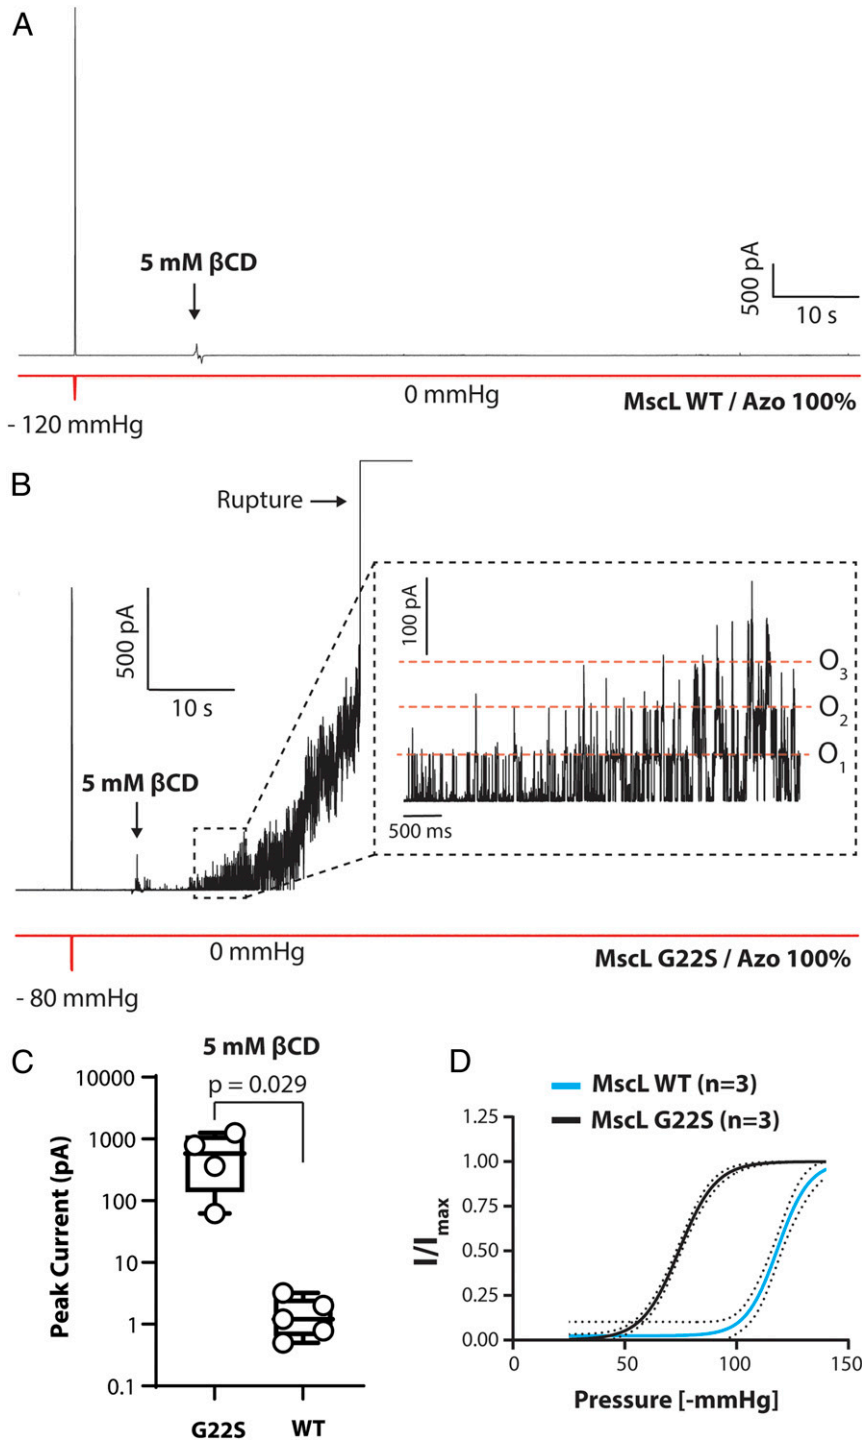 A
5 mM βCD
500 pA
10 s
0 mmHg
MscL WT / Azo 100%
- 120 mmHg
B
Rupture
500 pA
10 s
100 pA
O3
O2
O1
500 ms
5 mM βCD
0 mmHg
MscL G22S / Azo 100%
- 80 mmHg
C
5 mM βCD
p = 0.029
Peak Current (pA)
10000
1000
100
10
1
0.1
G22S
WT
D
MscL WT (n=3)
MscL G22S (n=3)
I/Imax
1.25
1.00
0.75
0.50
0.25
0.00
0
50
100
150
Pressure [-mmHg]